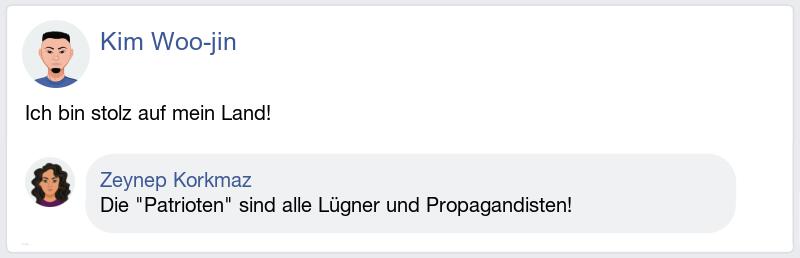 Kim Woo-jin
Ich bin stolz auf mein Land!
Zeynep Korkmaz
Die "Patrioten" sind alle Lügner und Propagandisten!